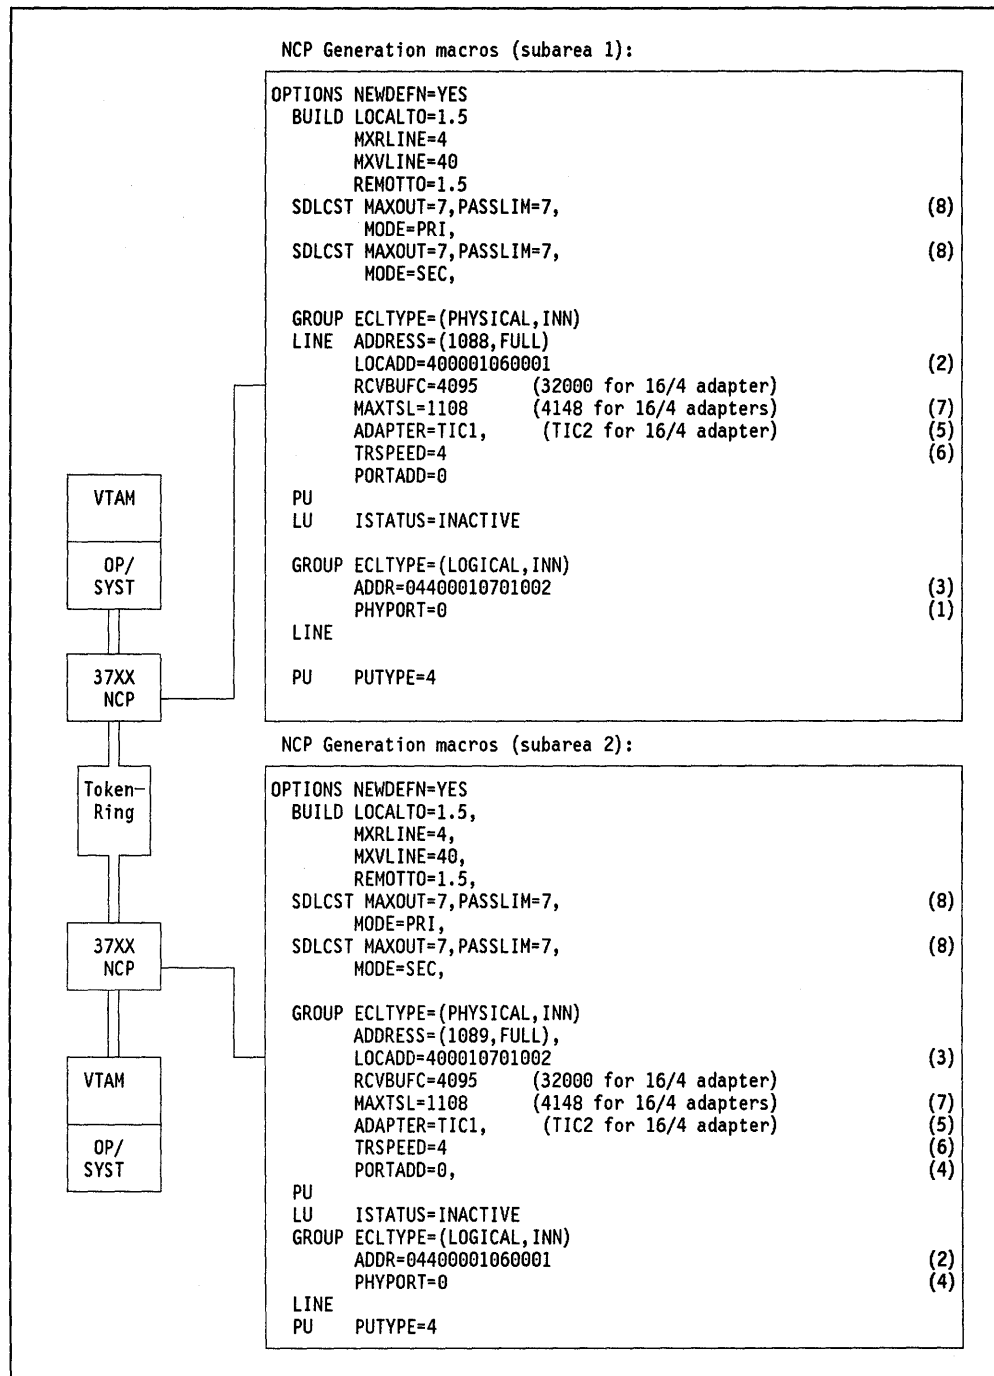 NCP Generation macros (subarea 1):
OPTIONS NEWDEFN=YES
BUILD LOCALTO=1.5
MXRLINE=4
MXVLINE=40
REMOTTO=1.5
SDLCST MAXOUT=7,PASSLIM=7, (8)
MODE=PRI,
SDLCST MAXOUT=7,PASSLIM=7, (8)
MODE=SEC,
GROUP ECLTYPE=(PHYSICAL,INN)
LINE ADDRESS=(1088,FULL)
LOCADD=400001060001 (2)
RCVBUFC=4095 (32000 for 16/4 adapter)
MAXTSL=1108 (4148 for 16/4 adapters) (7)
ADAPTER=TIC1, (TIC2 for 16/4 adapter) (5)
TRSPEED=4 (6)
PORTADD=0
PU
LU ISTATUS=INACTIVE
GROUP ECLTYPE=(LOGICAL,INN)
ADDR=04400010701002 (3)
PHYPORT=0 (1)
LINE
PU PUTYPE=4
VTAM
OP/
SYST
37XX
NCP
Token-
Ring
37XX
NCP
VTAM
OP/
SYST
NCP Generation macros (subarea 2):
OPTIONS NEWDEFN=YES
BUILD LOCALTO=1.5,
MXRLINE=4,
MXVLINE=40,
REMOTTO=1.5,
SDLCST MAXOUT=7,PASSLIM=7, (8)
MODE=PRI,
SDLCST MAXOUT=7,PASSLIM=7, (8)
MODE=SEC,
GROUP ECLTYPE=(PHYSICAL,INN)
ADDRESS=(1089,FULL),
LOCADD=400010701002 (3)
RCVBUFC=4095 (32000 for 16/4 adapter)
MAXTSL=1108 (4148 for 16/4 adapters) (7)
ADAPTER=TIC1, (TIC2 for 16/4 adapter) (5)
TRSPEED=4 (6)
PORTADD=0, (4)
PU
LU ISTATUS=INACTIVE
GROUP ECLTYPE=(LOGICAL,INN)
ADDR=04400001060001 (2)
PHYPORT=0 (4)
LINE
PU PUTYPE=4